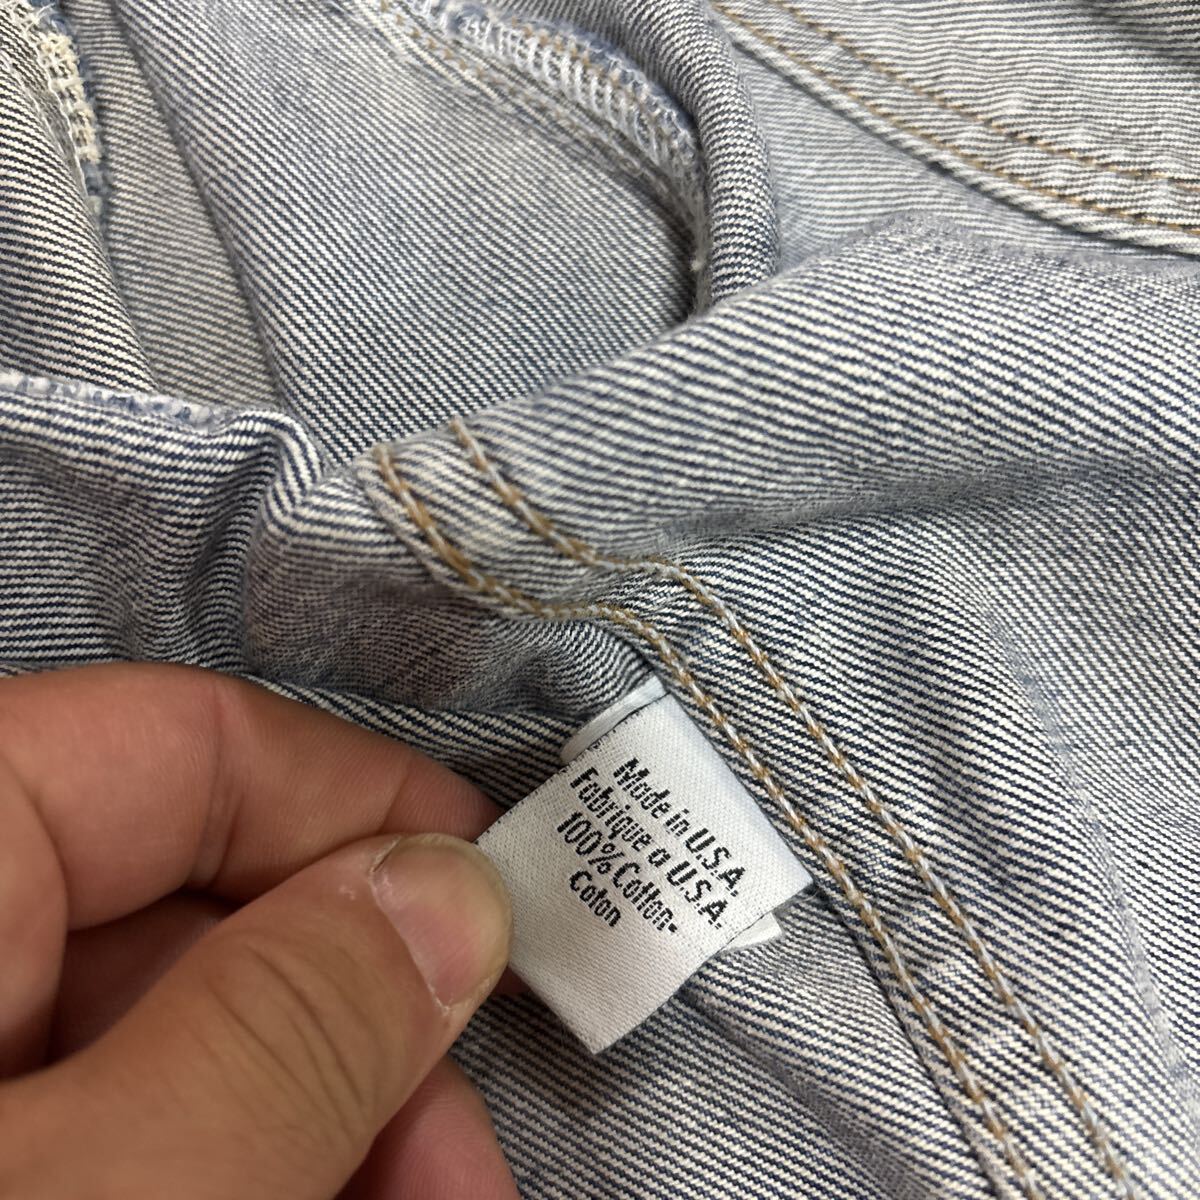 Made in U.S.A.
Fabrique a U.S.A.
100% Cotton-
Coton